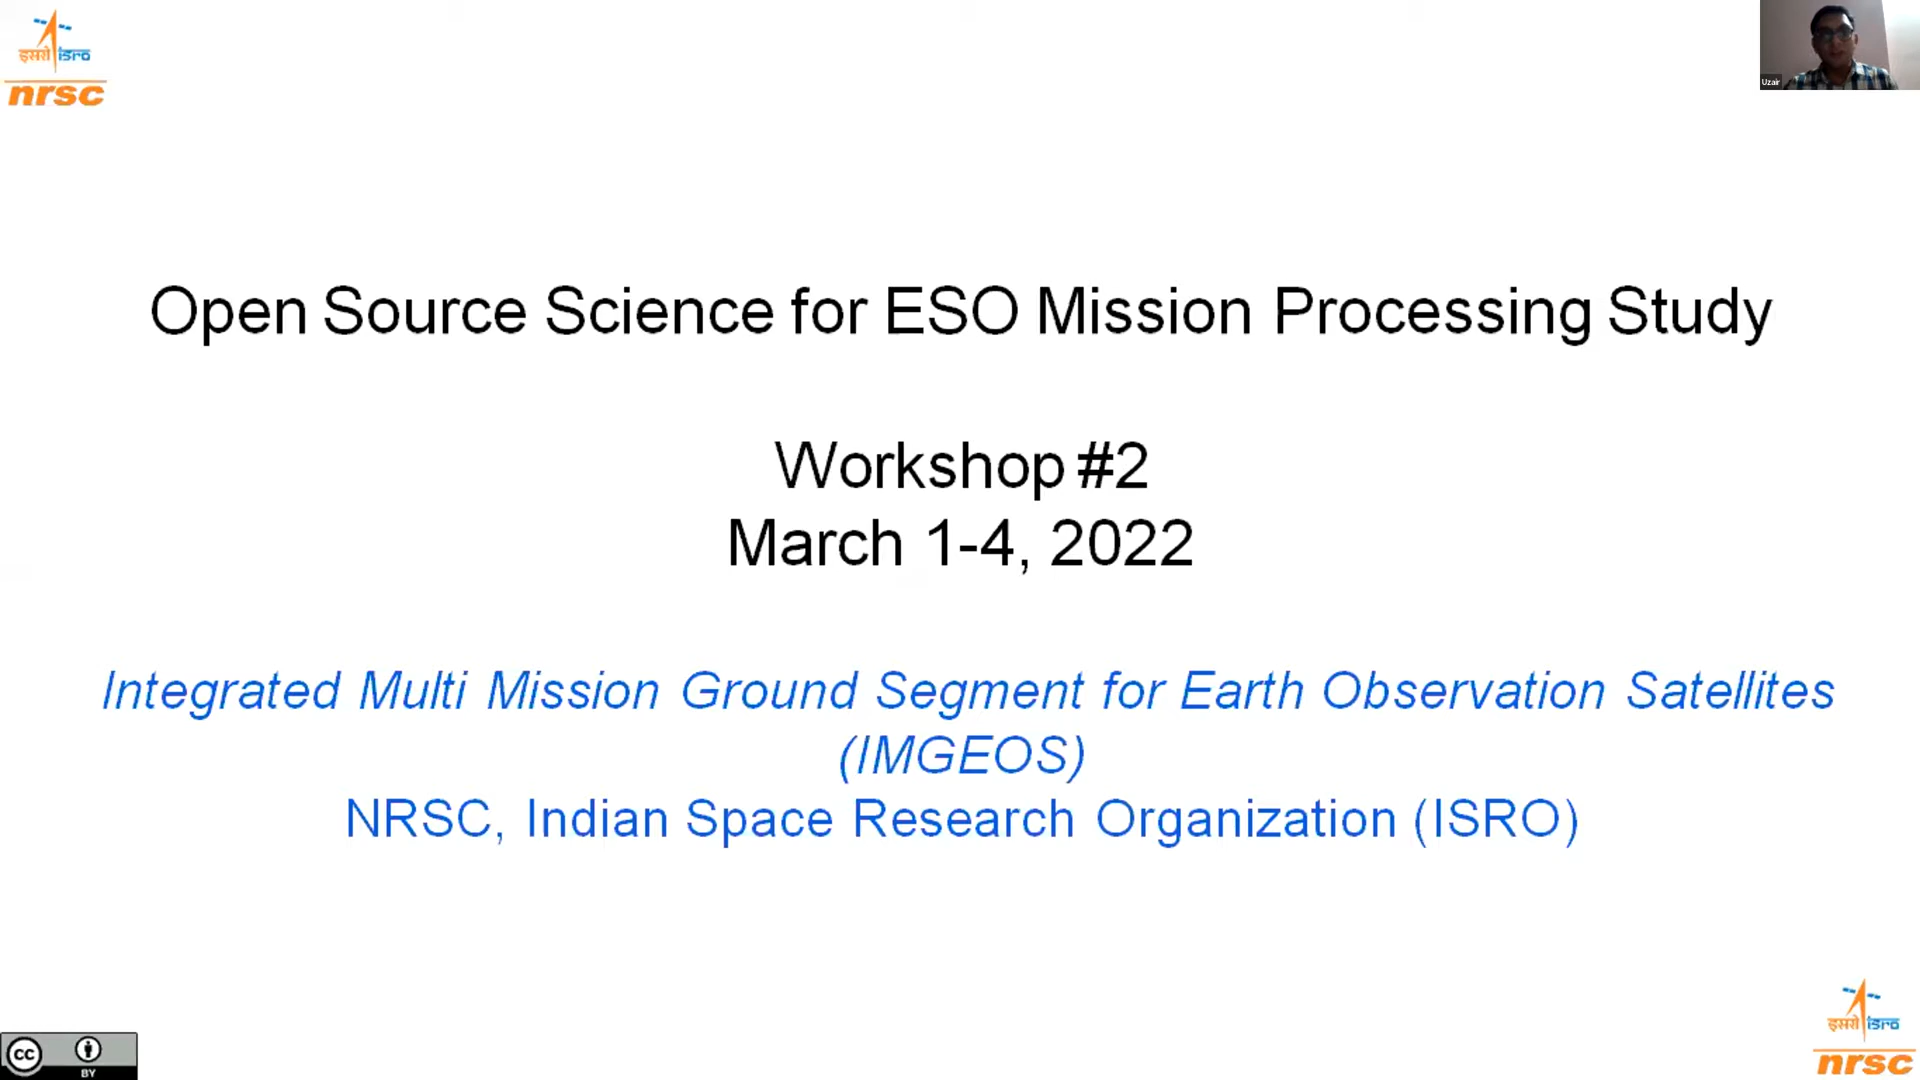 इसरो isro
nrsc
Uzair
Open Source Science for ESO Mission Processing Study
Workshop #2
March 1-4, 2022
Integrated Multi Mission Ground Segment for Earth Observation Satellites
(IMGEOS)
NRSC, Indian Space Research Organization (ISRO)
cc
BY
इसरो isro
nrsc